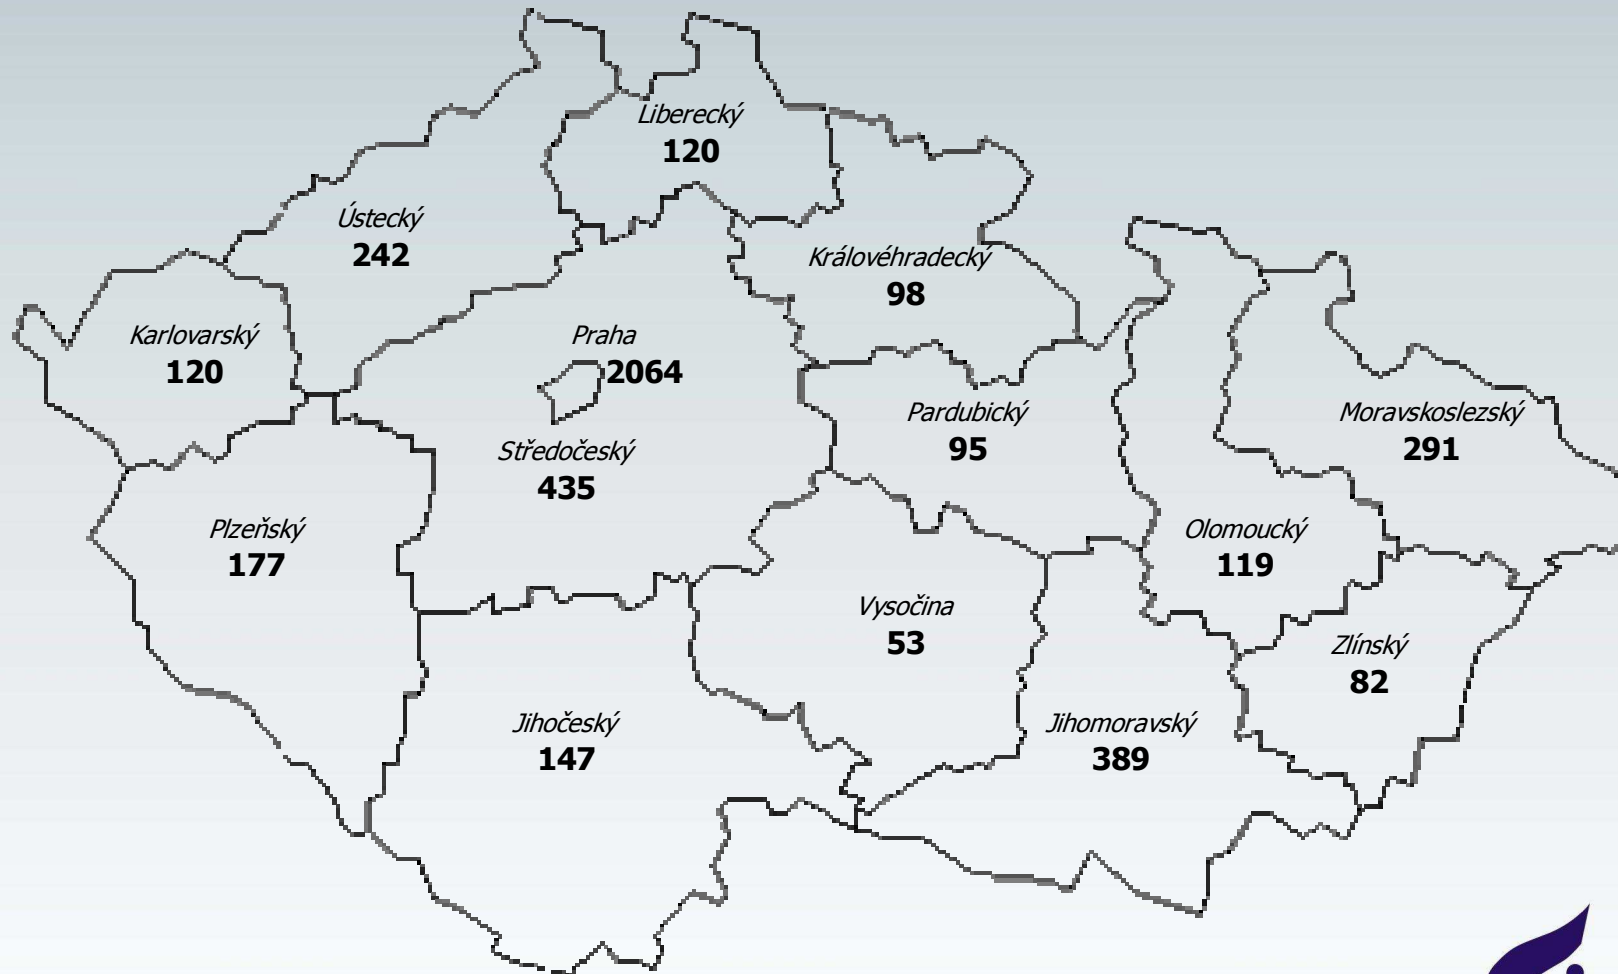 Liberecký
120
Ústecký
242
Královéhradecký
98
Karlovarský
120
Praha
2064
Pardubický
95
Moravskoslezský
291
Středočeský
435
Plzeňský
177
Olomoucký
119
Vysočina
53
Zlínský
82
Jihočeský
147
Jihomoravský
389